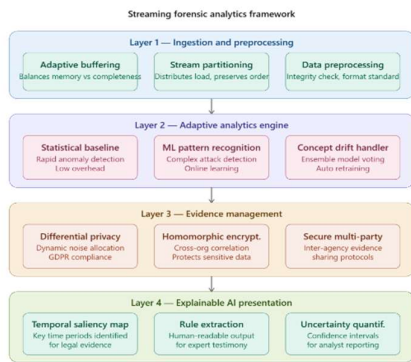 Streaming forensic analytics framework
Layer 1 — Ingestion and preprocessing
Adaptive buffering
Balances memory vs completeness
Stream partitioning
Distributes load, preserves order
Data preprocessing
Integrity check, format standard
Layer 2 — Adaptive analytics engine
Statistical baseline
Rapid anomaly detection
Low overhead
ML pattern recognition
Complex attack detection
Online learning
Concept drift handler
Ensemble model voting
Auto retraining
Layer 3 — Evidence management
Differential privacy
Dynamic noise allocation
GDPR compliance
Homomorphic encrypt.
Cross-org correlation
Protects sensitive data
Secure multi-party
Inter-agency evidence
sharing protocols
Layer 4 — Explainable AI presentation
Temporal saliency map
Key time periods identified
for legal evidence
Rule extraction
Human-readable output
for expert testimony
Uncertainty quantif.
Confidence intervals
for analyst reporting